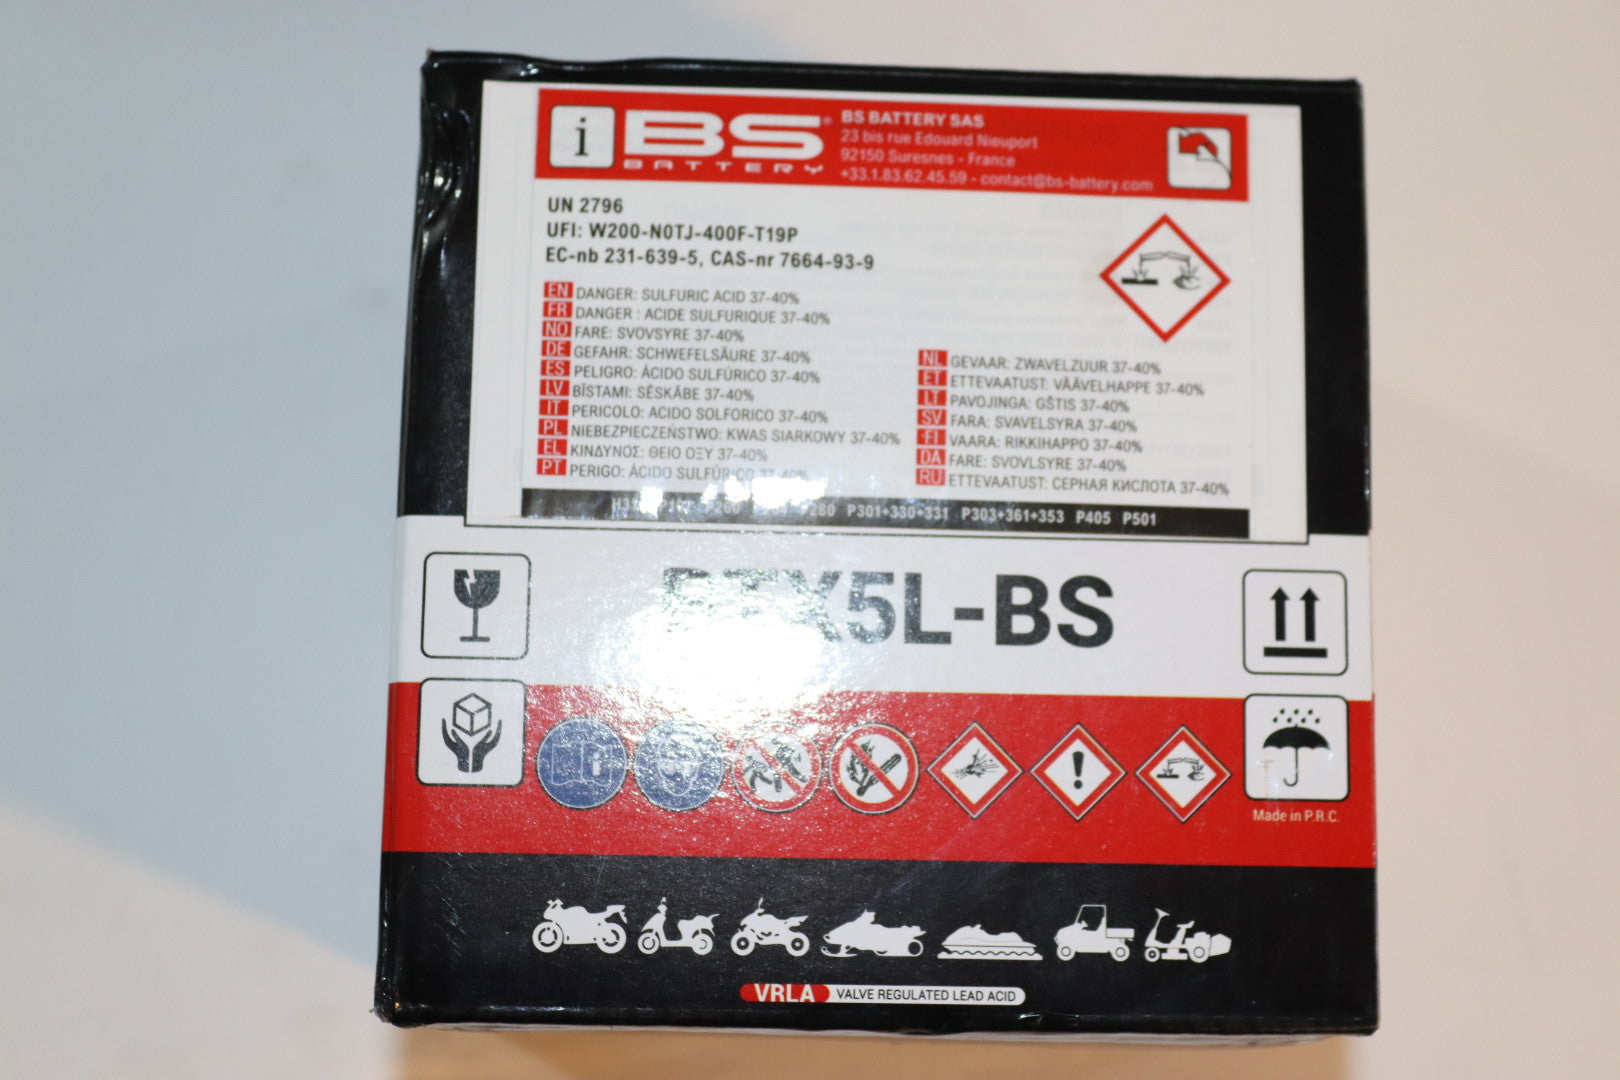 i BS®
BATTERY
BS BATTERY SAS
23 bis rue Edouard Nieuport
92150 Suresnes - France
+33.1.83.62.45.59 - contact@bs-battery.com
UN 2796
UFI: W200-N0TJ-400F-T19P
EC-nb 231-639-5, CAS-nr 7664-93-9
EN DANGER: SULFURIC ACID 37-40%
FR DANGER : ACIDE SULFURIQUE 37-40%
NO FARE: SVOVSYRE 37-40%
DE GEFAHR: SCHWEFELSÄURE 37-40%
ES PELIGRO: ÁCIDO SULFÚRICO 37-40%
LV BĪSTAMI: SĒSKĀBE 37-40%
IT PERICOLO: ACIDO SOLFORICO 37-40%
PL NIEBEZPIECZEŃSTWO: KWAS SIARKOWY 37-40%
EL ΚΙΝΔΥΝΟΣ: ΘΕΙΟ ΟΞΥ 37-40%
PT PERIGO: ÁCIDO SULFÚRICO 37-40%
NL GEVAAR: ZWAVELZUUR 37-40%
ET ETTEVAATUST: VÄÄVELHAPPE 37-40%
LT PAVOJINGA: GŠTIS 37-40%
SV FARA: SVAVELSYRA 37-40%
FI VAARA: RIKKIHAPPO 37-40%
DA FARE: SVOVLSYRE 37-40%
RU ETTEVAATUST: СЕРНАЯ КИСЛОТА 37-40%
P260 P280 P301+330+331 P303+361+353 P405 P501
BTX5L-BS
Made in P.R.C.
VRLA VALVE REGULATED LEAD ACID